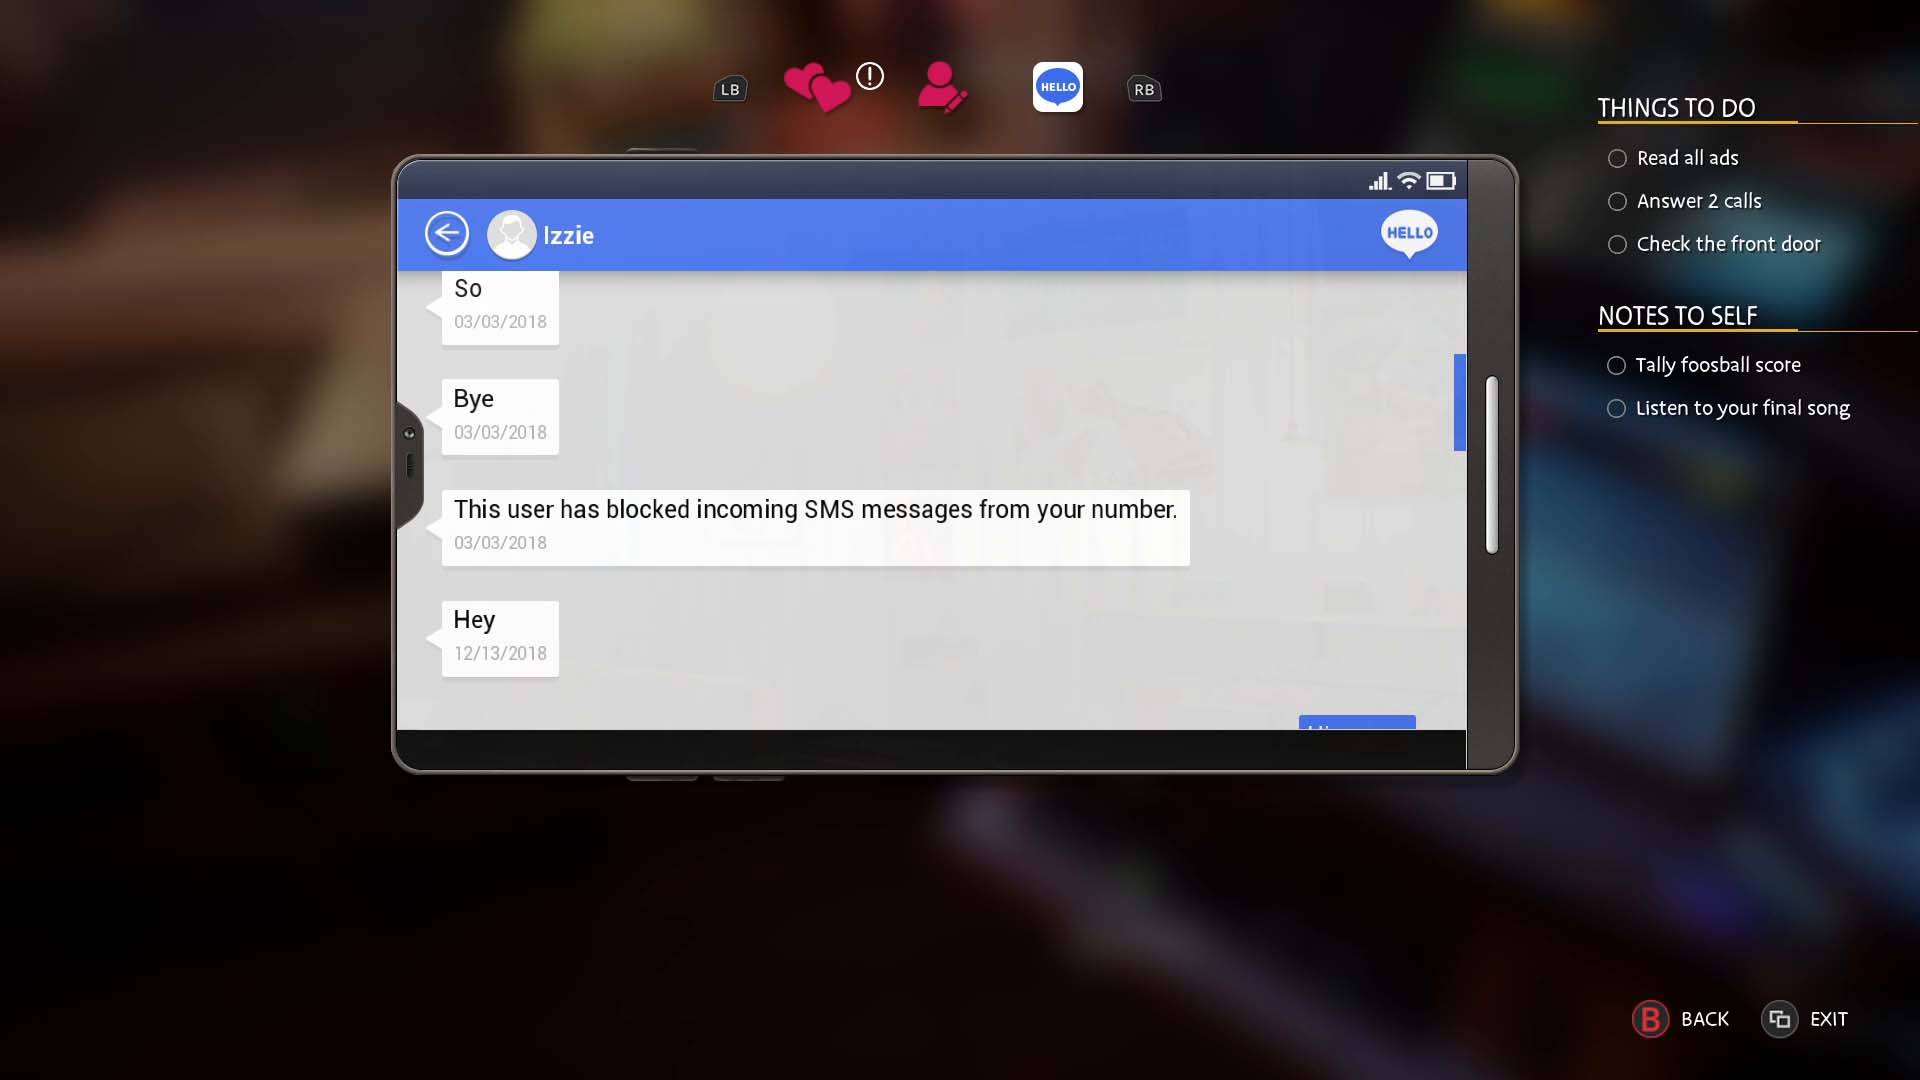 LB
HELLO
RB
Izzie
HELLO
So
03/03/2018
Bye
03/03/2018
This user has blocked incoming SMS messages from your number.
03/03/2018
Hey
12/13/2018
THINGS TO DO
Read all ads
Answer 2 calls
Check the front door
NOTES TO SELF
Tally foosball score
Listen to your final song
B BACK
EXIT